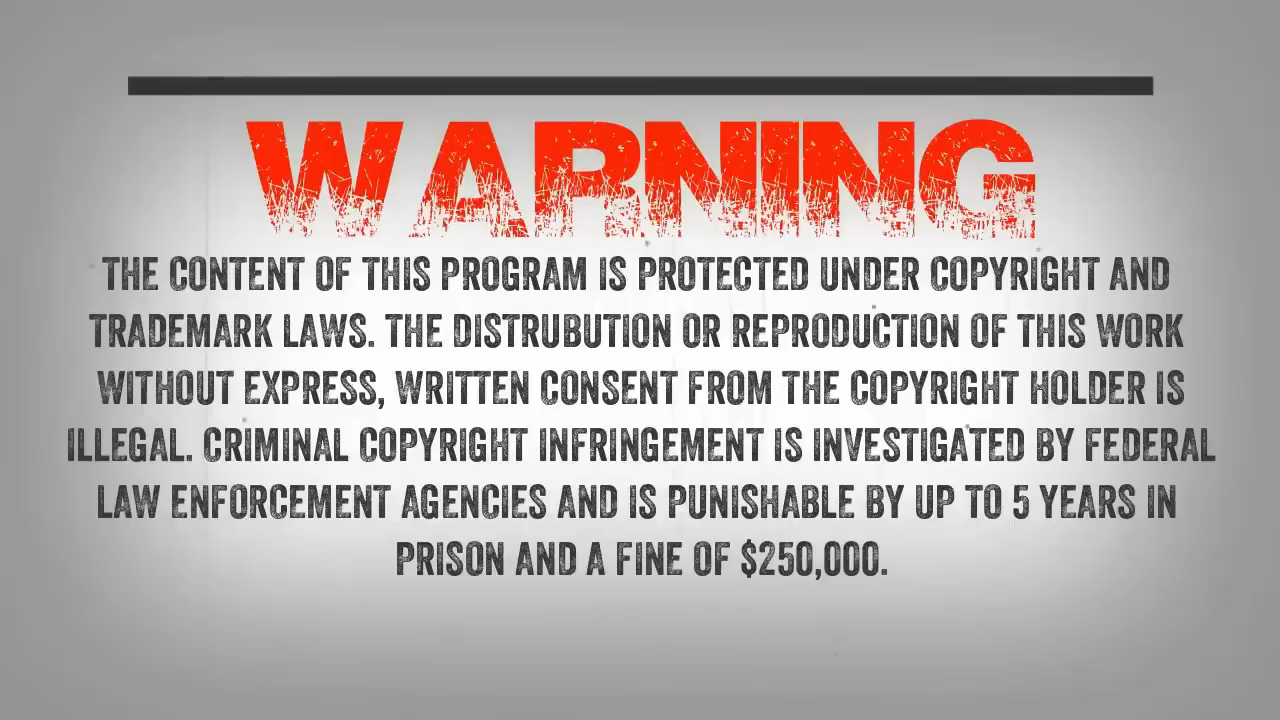 WARNING
THE CONTENT OF THIS PROGRAM IS PROTECTED UNDER COPYRIGHT AND
TRADEMARK LAWS. THE DISTRUBUTION OR REPRODUCTION OF THIS WORK
WITHOUT EXPRESS, WRITTEN CONSENT FROM THE COPYRIGHT HOLDER IS
ILLEGAL. CRIMINAL COPYRIGHT INFRINGEMENT IS INVESTIGATED BY FEDERAL
LAW ENFORCEMENT AGENCIES AND IS PUNISHABLE BY UP TO 5 YEARS IN
PRISON AND A FINE OF $250,000.